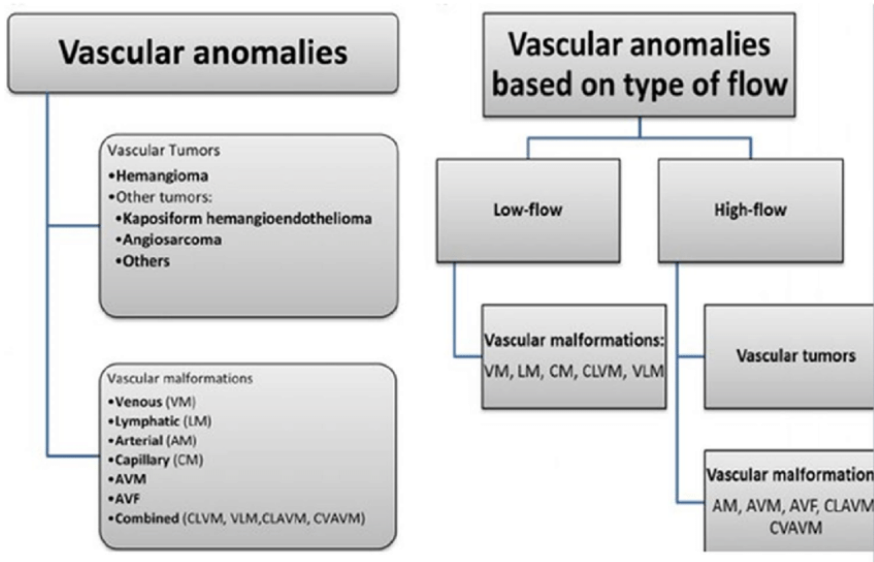 Vascular anomalies
Vascular Tumors
•Hemangioma
•Other tumors:
•Kaposiform hemangioendothelioma
•Angiosarcoma
•Others
Vascular malformations
•Venous (VM)
•Lymphatic (LM)
•Arterial (AM)
•Capillary (CM)
•AVM
•AVF
•Combined (CLVM, VLM,CLAVM, CVAVM)
Vascular anomalies
based on type of flow
Low-flow
High-flow
Vascular malformations:
VM, LM, CM, CLVM, VLM
Vascular tumors
Vascular malformation
AM, AVM, AVF, CLAVM
CVAVM